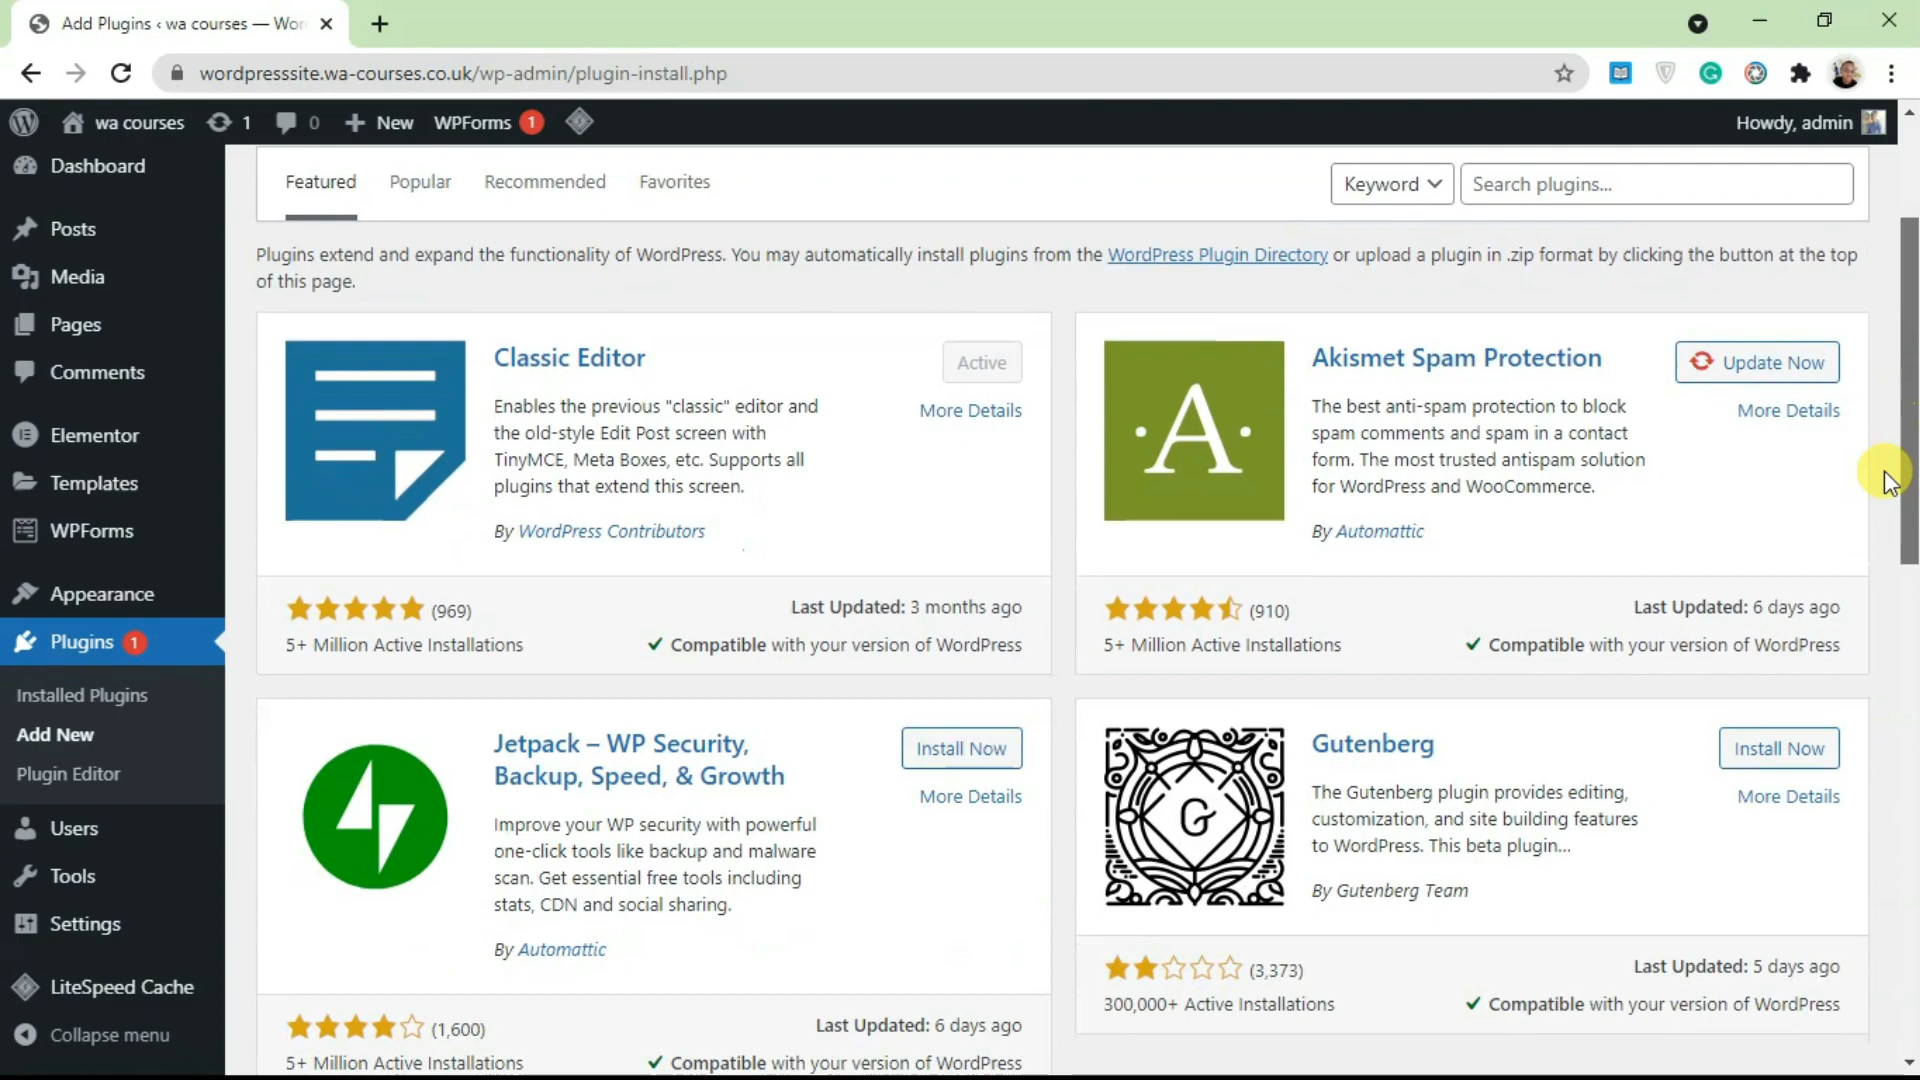 Add Plugins ‹ wa courses — Wor
wordpresssite.wa-courses.co.uk/wp-admin/plugin-install.php
wa courses 1 0 New WPForms 1 Howdy, admin
Dashboard
Posts
Media
Pages
Comments
Elementor
Templates
WPForms
Appearance
Plugins 1
Installed Plugins
Add New
Plugin Editor
Users
Tools
Settings
LiteSpeed Cache
Collapse menu
Featured Popular Recommended Favorites Keyword Search plugins...
Plugins extend and expand the functionality of WordPress. You may automatically install plugins from the WordPress Plugin Directory or upload a plugin in .zip format by clicking the button at the top
of this page.
Classic Editor
Active
More Details
Enables the previous "classic" editor and
the old-style Edit Post screen with
TinyMCE, Meta Boxes, etc. Supports all
plugins that extend this screen.
By WordPress Contributors
(969) Last Updated: 3 months ago
5+ Million Active Installations Compatible with your version of WordPress
A
Akismet Spam Protection
Update Now
More Details
The best anti-spam protection to block
spam comments and spam in a contact
form. The most trusted antispam solution
for WordPress and WooCommerce.
By Automattic
(910) Last Updated: 6 days ago
5+ Million Active Installations Compatible with your version of WordPress
Jetpack – WP Security,
Backup, Speed, & Growth
Install Now
More Details
Improve your WP security with powerful
one-click tools like backup and malware
scan. Get essential free tools including
stats, CDN and social sharing.
By Automattic
(1,600) Last Updated: 6 days ago
5+ Million Active Installations Compatible with your version of WordPress
G
Gutenberg
Install Now
More Details
The Gutenberg plugin provides editing,
customization, and site building features
to WordPress. This beta plugin...
By Gutenberg Team
(3,373) Last Updated: 5 days ago
300,000+ Active Installations Compatible with your version of WordPress